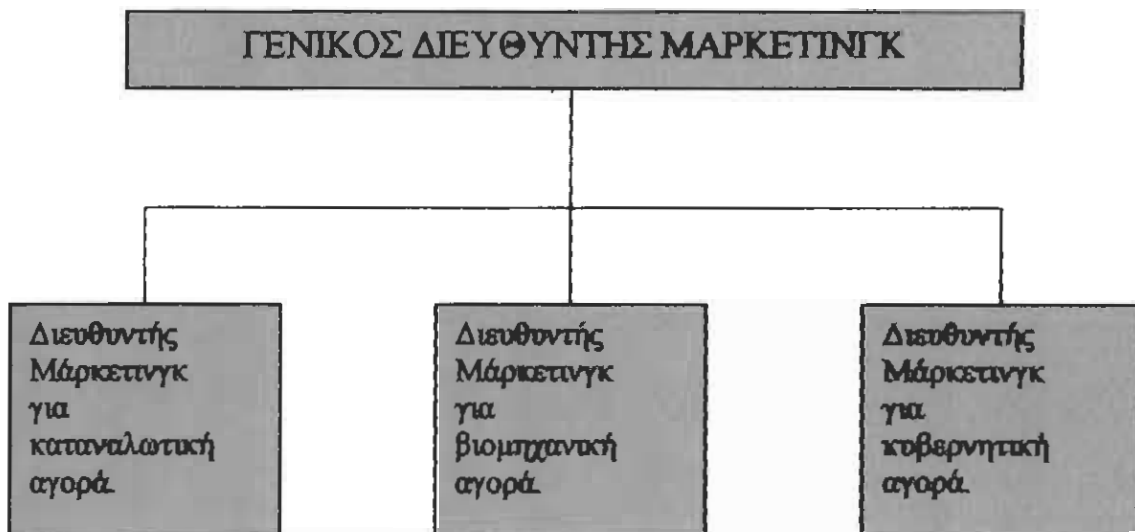 ΓΕΝΙΚΟΣ ΔΙΕΥΘΥΝΤΗΣ ΜΑΡΚΕΤΙΝΓΚ
Διευθυντής
Μάρκετινγκ
για
καταναλωτική
αγορά.
Διευθυντής
Μάρκετινγκ
για
βιομηχανική
αγορά.
Διευθυντής
Μάρκετινγκ
για
κυβερνητική
αγορά.